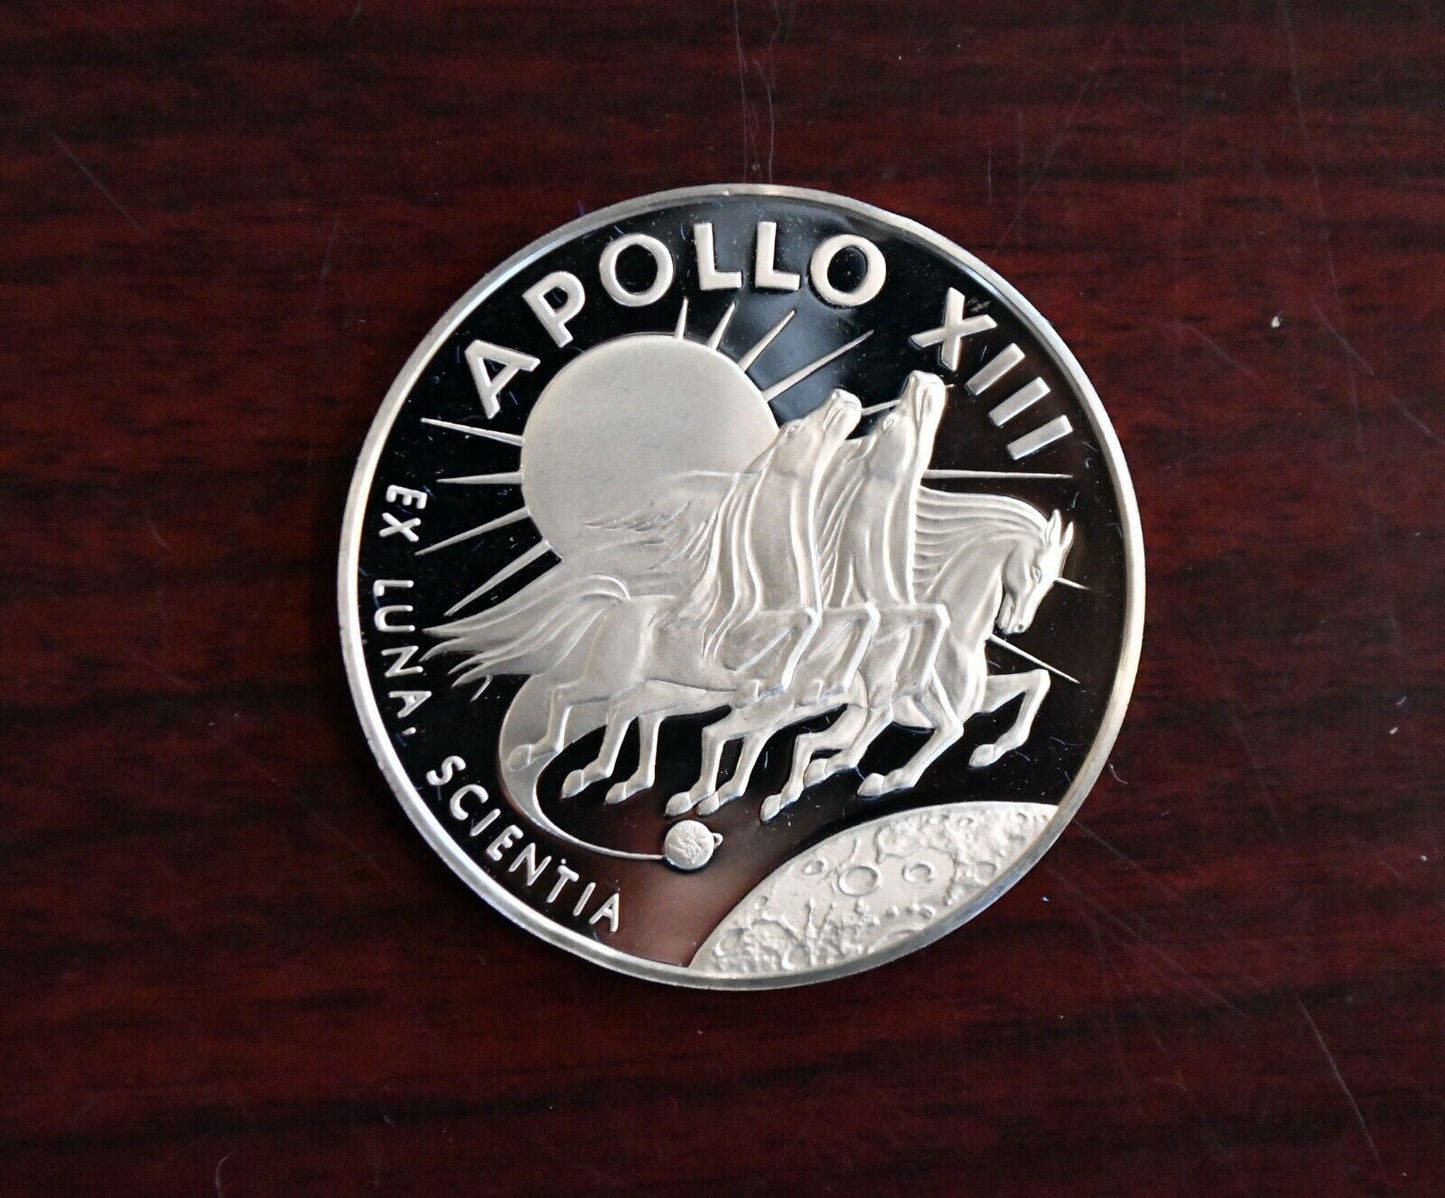 APOLLO XIII
EX LUNA, SCIENTIA